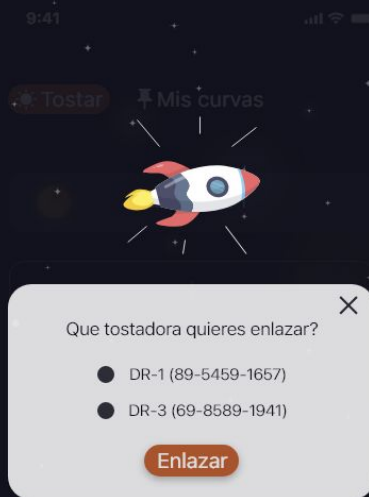 9:41
Tostar
Mis curvas
Que tostadora quieres enlazar?
DR-1 (89-5459-1657)
DR-3 (69-8589-1941)
Enlazar